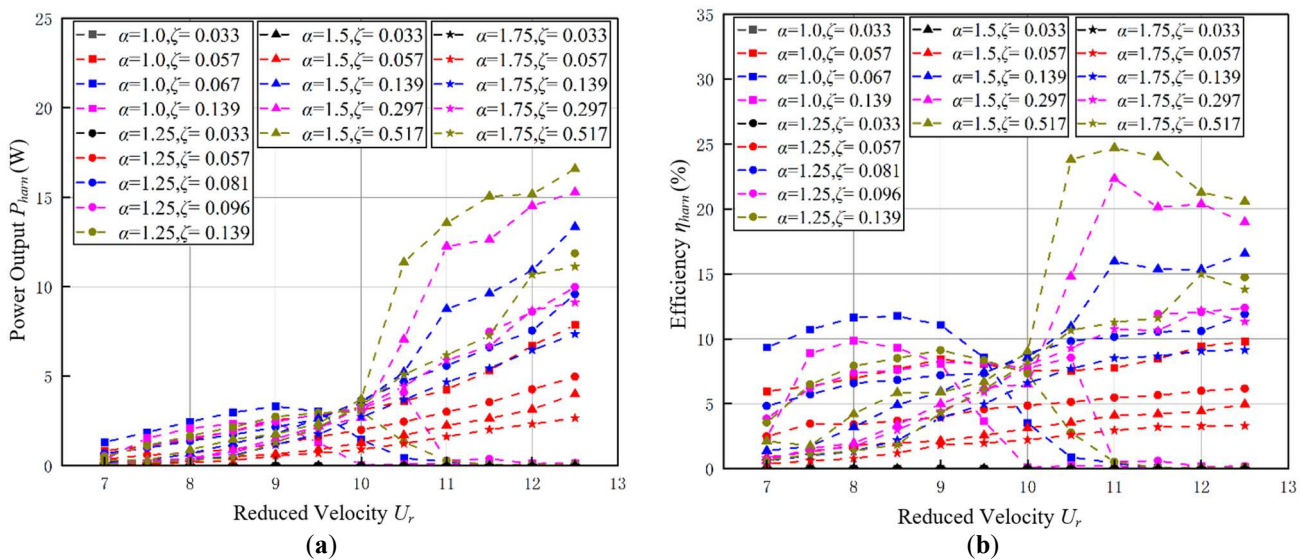 25
20
15
10
5
0
Power Output P_harn (W)
α=1.0,ζ= 0.033
α=1.0,ζ= 0.057
α=1.0,ζ= 0.067
α=1.0,ζ= 0.139
α=1.25,ζ= 0.033
α=1.25,ζ= 0.057
α=1.25,ζ= 0.081
α=1.25,ζ= 0.096
α=1.25,ζ= 0.139
α=1.5,ζ= 0.033
α=1.5,ζ= 0.057
α=1.5,ζ= 0.139
α=1.5,ζ= 0.297
α=1.5,ζ= 0.517
α=1.75,ζ= 0.033
α=1.75,ζ= 0.057
α=1.75,ζ= 0.139
α=1.75,ζ= 0.297
α=1.75,ζ= 0.517
7 8 9 10 11 12 13
Reduced Velocity U_r
(a)
35
30
25
20
15
10
5
0
Efficiency η_harn (%)
α=1.0,ζ= 0.033
α=1.0,ζ= 0.057
α=1.0,ζ= 0.067
α=1.0,ζ= 0.139
α=1.25,ζ= 0.033
α=1.25,ζ= 0.057
α=1.25,ζ= 0.081
α=1.25,ζ= 0.096
α=1.25,ζ= 0.139
α=1.5,ζ= 0.033
α=1.5,ζ= 0.057
α=1.5,ζ= 0.139
α=1.5,ζ= 0.297
α=1.5,ζ= 0.517
α=1.75,ζ= 0.033
α=1.75,ζ= 0.057
α=1.75,ζ= 0.139
α=1.75,ζ= 0.297
α=1.75,ζ= 0.517
7 8 9 10 11 12 13
Reduced Velocity U_r
(b)